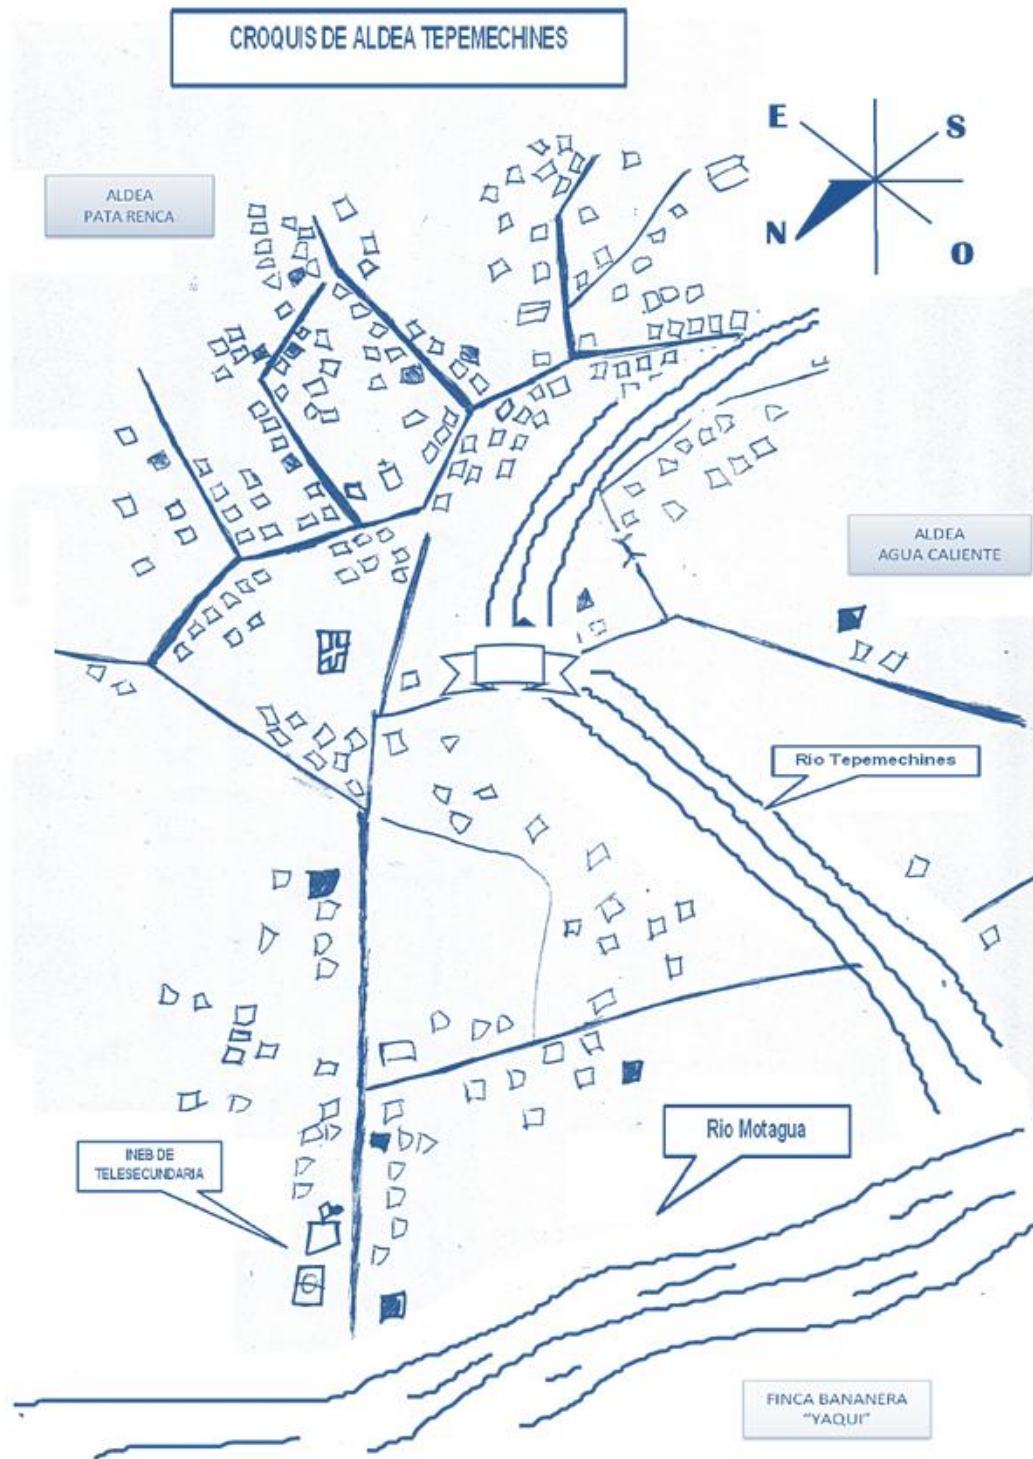 CROQUIS DE ALDEA TEPEMECHINES
E
S
N
O
ALDEA
PATA RENCA
ALDEA
AGUA CALIENTE
Rio Tepemechines
Rio Motagua
INEB DE
TELESECUNDARIA
FINCA BANANERA
"YAQUI"